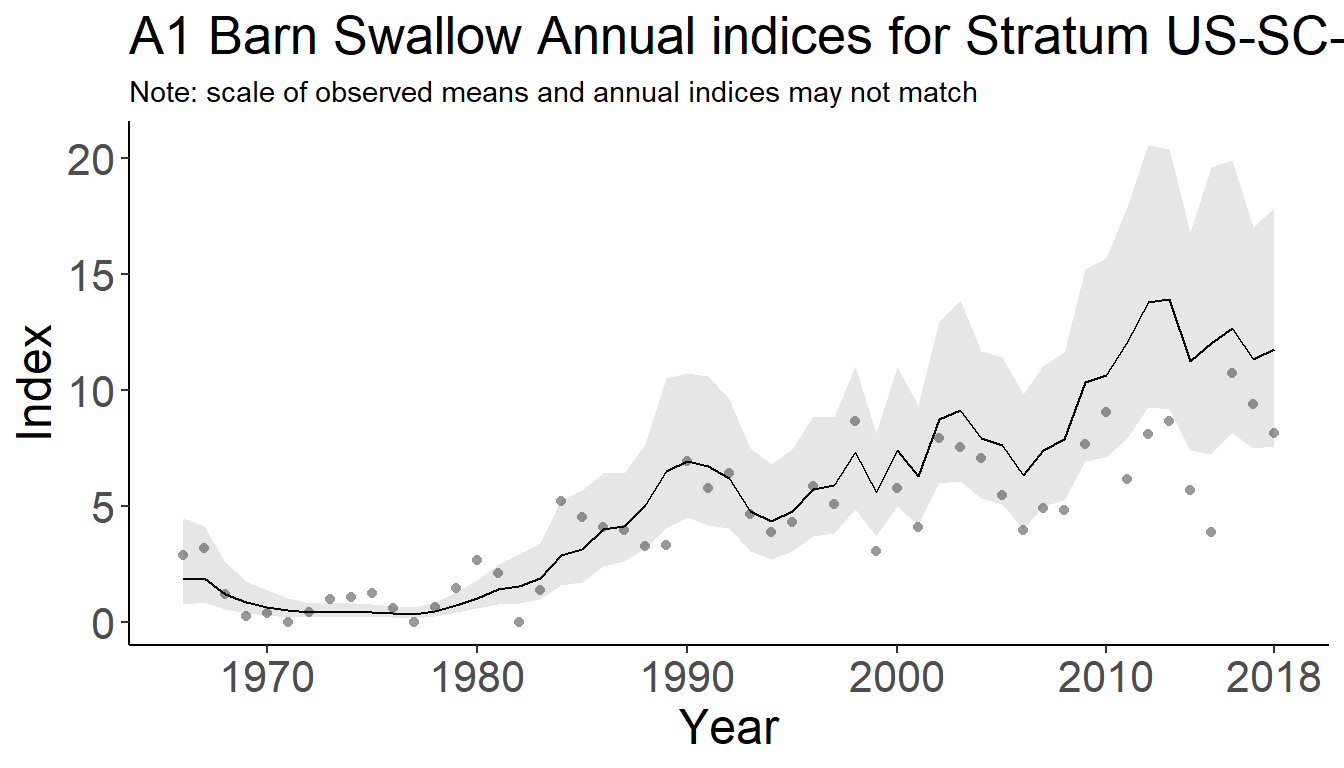 A1 Barn Swallow Annual indices for Stratum US-SC-
Note: scale of observed means and annual indices may not match
20
15
10
5
0
Index
1970 1980 1990 2000 2010 2018
Year